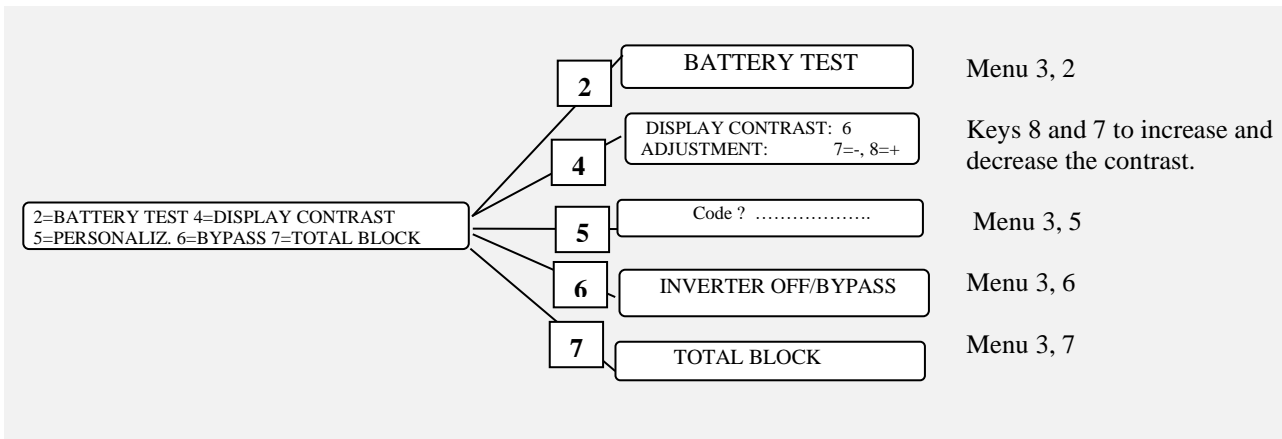 2
BATTERY TEST
Menu 3, 2
4
DISPLAY CONTRAST: 6
ADJUSTMENT: 7=-, 8=+
Keys 8 and 7 to increase and
decrease the contrast.
2=BATTERY TEST 4=DISPLAY CONTRAST
5=PERSONALIZ. 6=BYPASS 7=TOTAL BLOCK
5
Code ? ………………..
Menu 3, 5
6
INVERTER OFF/BYPASS
Menu 3, 6
7
TOTAL BLOCK
Menu 3, 7